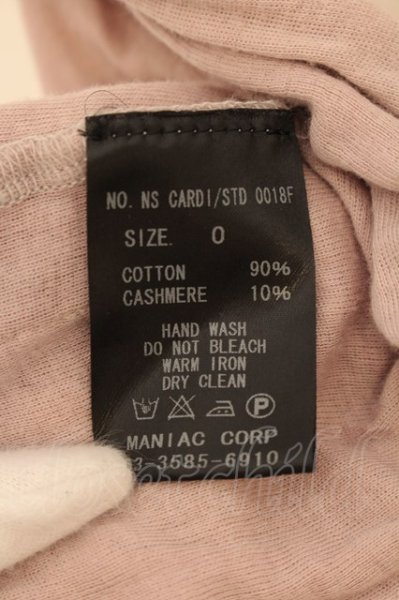 NO. NS CARDI/STD 0018F
SIZE. 0
COTTON 90%
CASHMERE 10%
HAND WASH
DO NOT BLEACH
WARM IRON
DRY CLEAN
P
MANIAC CORP
3-3585-6910